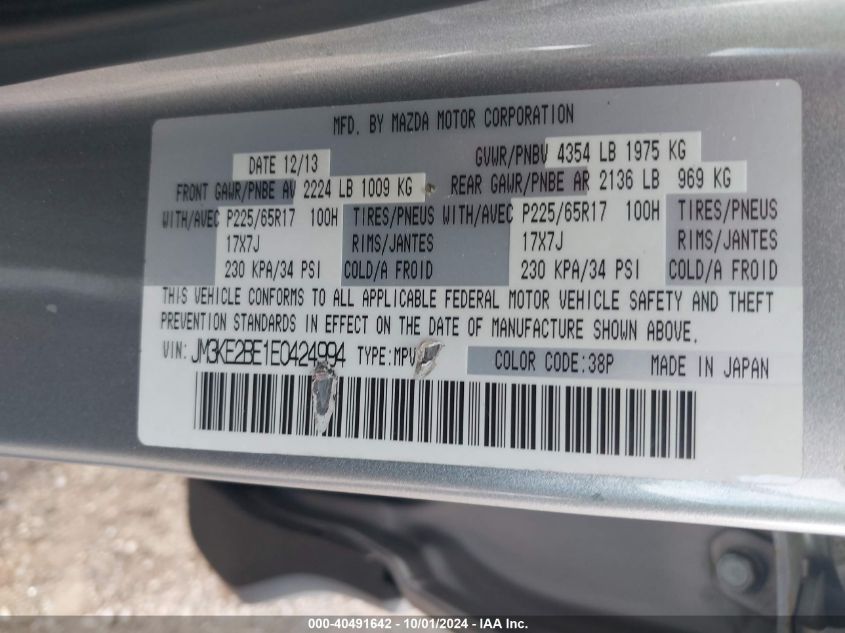 MFD. BY MAZDA MOTOR CORPORATION
DATE 12/13 GVWR/PNBV 4354 LB 1975 KG
FRONT GAWR/PNBE AV 2224 LB 1009 KG REAR GAWR/PNBE AR 2136 LB 969 KG
WITH/AVEC P225/65R17 100H TIRES/PNEUS WITH/AVEC P225/65R17 100H TIRES/PNEUS
17X7J RIMS/JANTES 17X7J RIMS/JANTES
230 KPA/34 PSI COLD/A FROID 230 KPA/34 PSI COLD/A FROID
THIS VEHICLE CONFORMS TO ALL APPLICABLE FEDERAL MOTOR VEHICLE SAFETY AND THEFT
PREVENTION STANDARDS IN EFFECT ON THE DATE OF MANUFACTURE SHOWN ABOVE.
VIN: JM3KE2BE1E0424994 TYPE:MPV COLOR CODE:38P MADE IN JAPAN
000-40491642 - 10/01/2024 - IAA Inc.